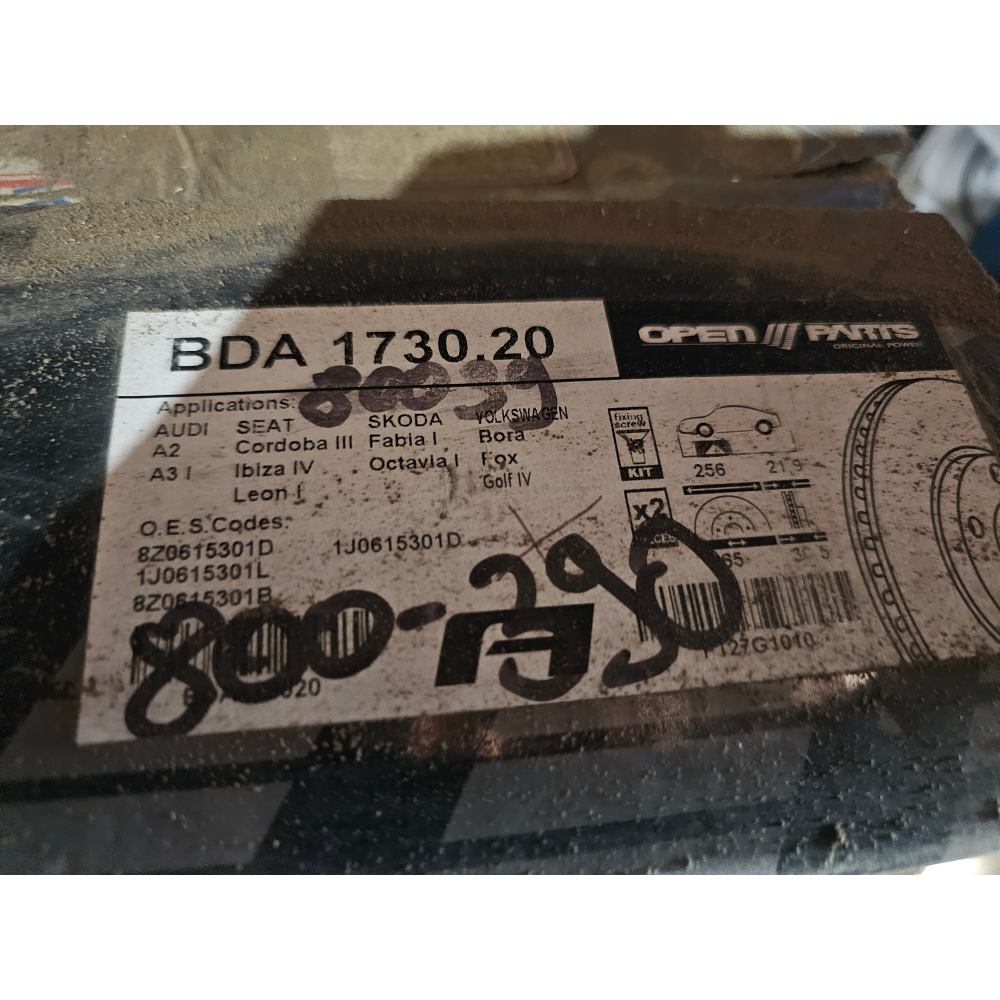 BDA 1730.20
OPEN PARTS
ORIGINAL POWER
80039
Applications:
AUDI SEAT SKODA VOLKSWAGEN
A2 Cordoba III Fabia I Bora
A3 I Ibiza IV Octavia I Fox
Leon I Golf IV
fixing
screw
KIT
256 21.9
x2
O.E.S. Codes:
8Z0615301D 1J0615301D
1J0615301L
8Z0615301B
800-290
127G1010